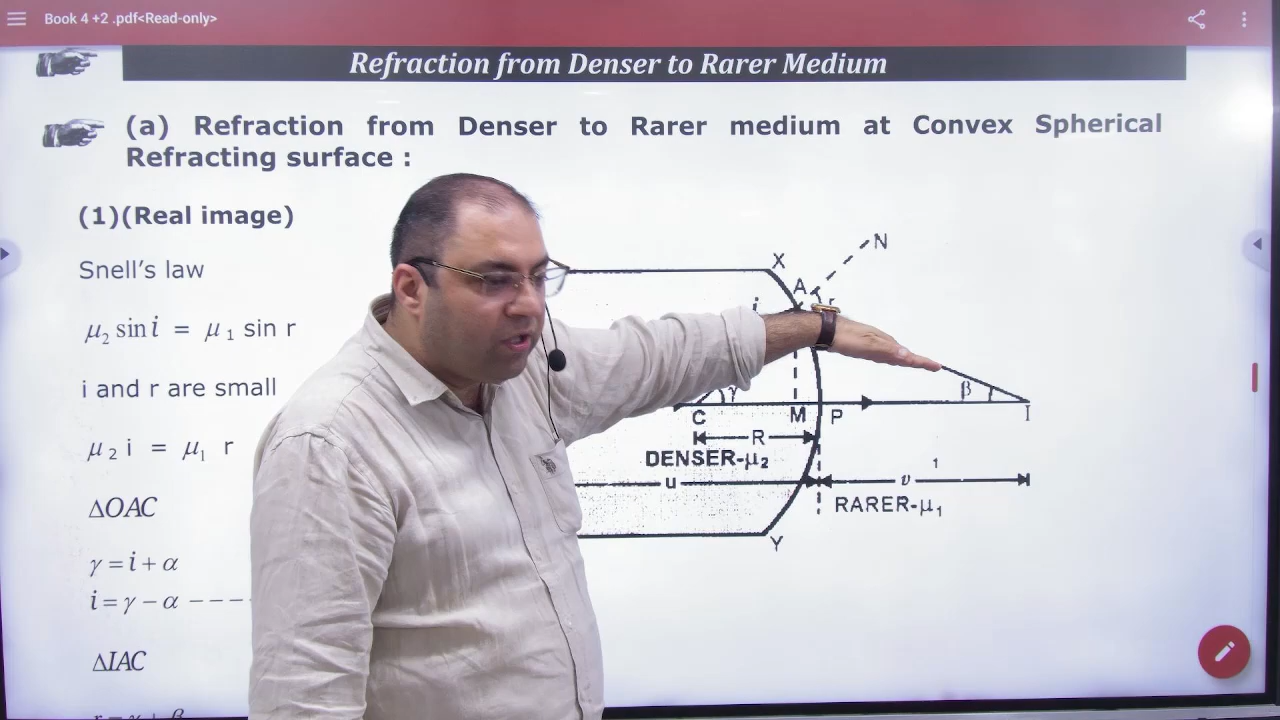 Book 4 +2 .pdf<Read-only>
Refraction from Denser to Rarer Medium
(a) Refraction from Denser to Rarer medium at Convex Spherical
Refracting surface :
(1)(Real image)
Snell's law
μ₂ sin i = μ₁ sin r
i and r are small
μ₂ i = μ₁ r
ΔOAC
γ = i + α
i = γ − α ----
ΔIAC
N
X
A
i
r
γ
β
C
M
P
I
R
DENSER-μ₂
u
υ
1
RARER-μ₁
Y